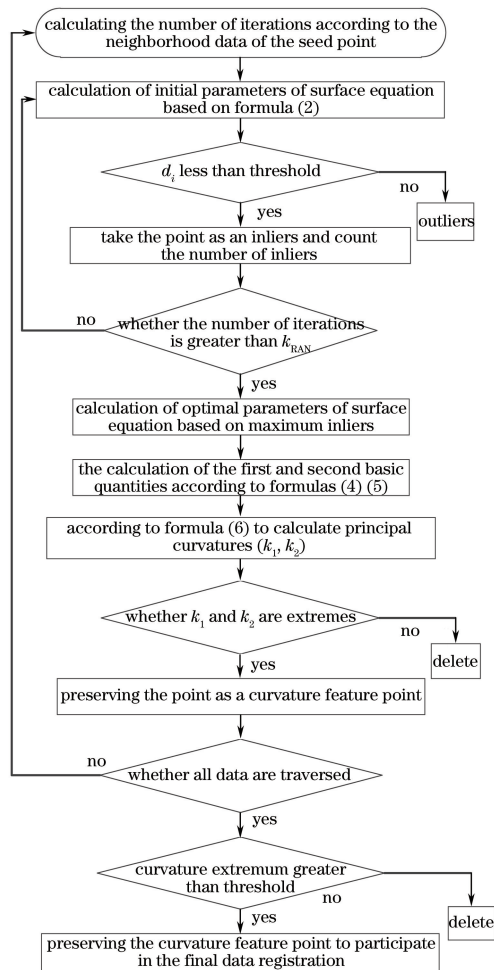 calculating the number of iterations according to the
neighborhood data of the seed point
calculation of initial parameters of surface equation
based on formula (2)
dᵢ less than threshold
no
yes
outliers
take the point as an inliers and count
the number of inliers
no
whether the number of iterations
is greater than k_RAN
yes
calculation of optimal parameters of surface
equation based on maximum inliers
the calculation of the first and second basic
quantities according to formulas (4) (5)
according to formula (6) to calculate principal
curvatures (k₁, k₂)
whether k₁ and k₂ are extremes
no
yes
delete
preserving the point as a curvature feature point
no
whether all data are traversed
yes
curvature extremum greater
than threshold
no
yes
delete
preserving the curvature feature point to participate
in the final data registration